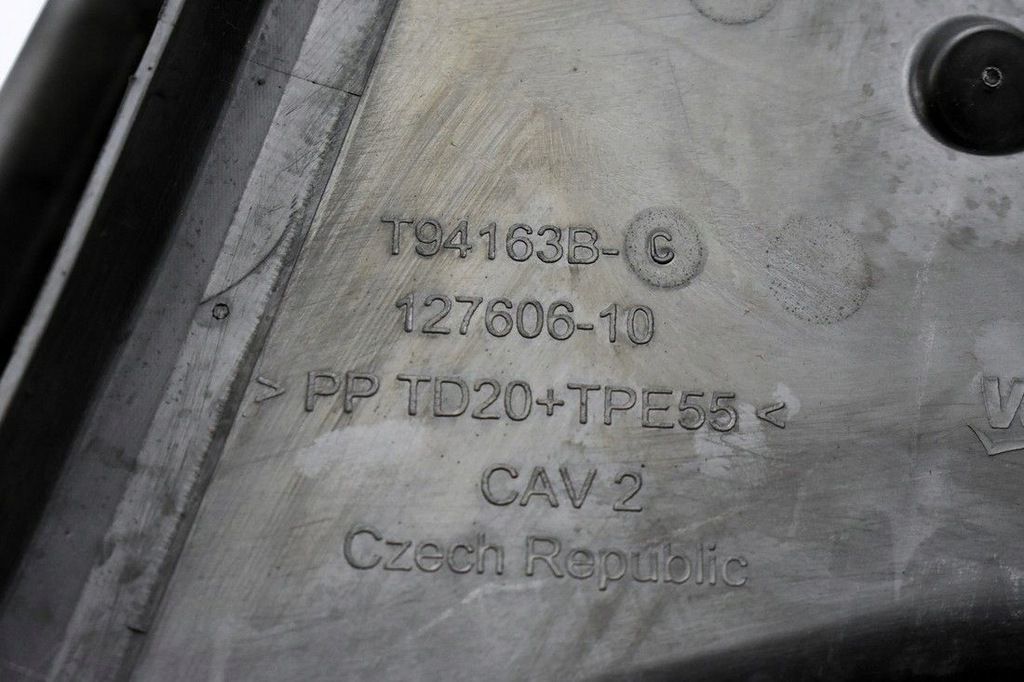 T94163B-G
127606-10
> PP TD20+TPE55 <
CAV 2
Czech Republic